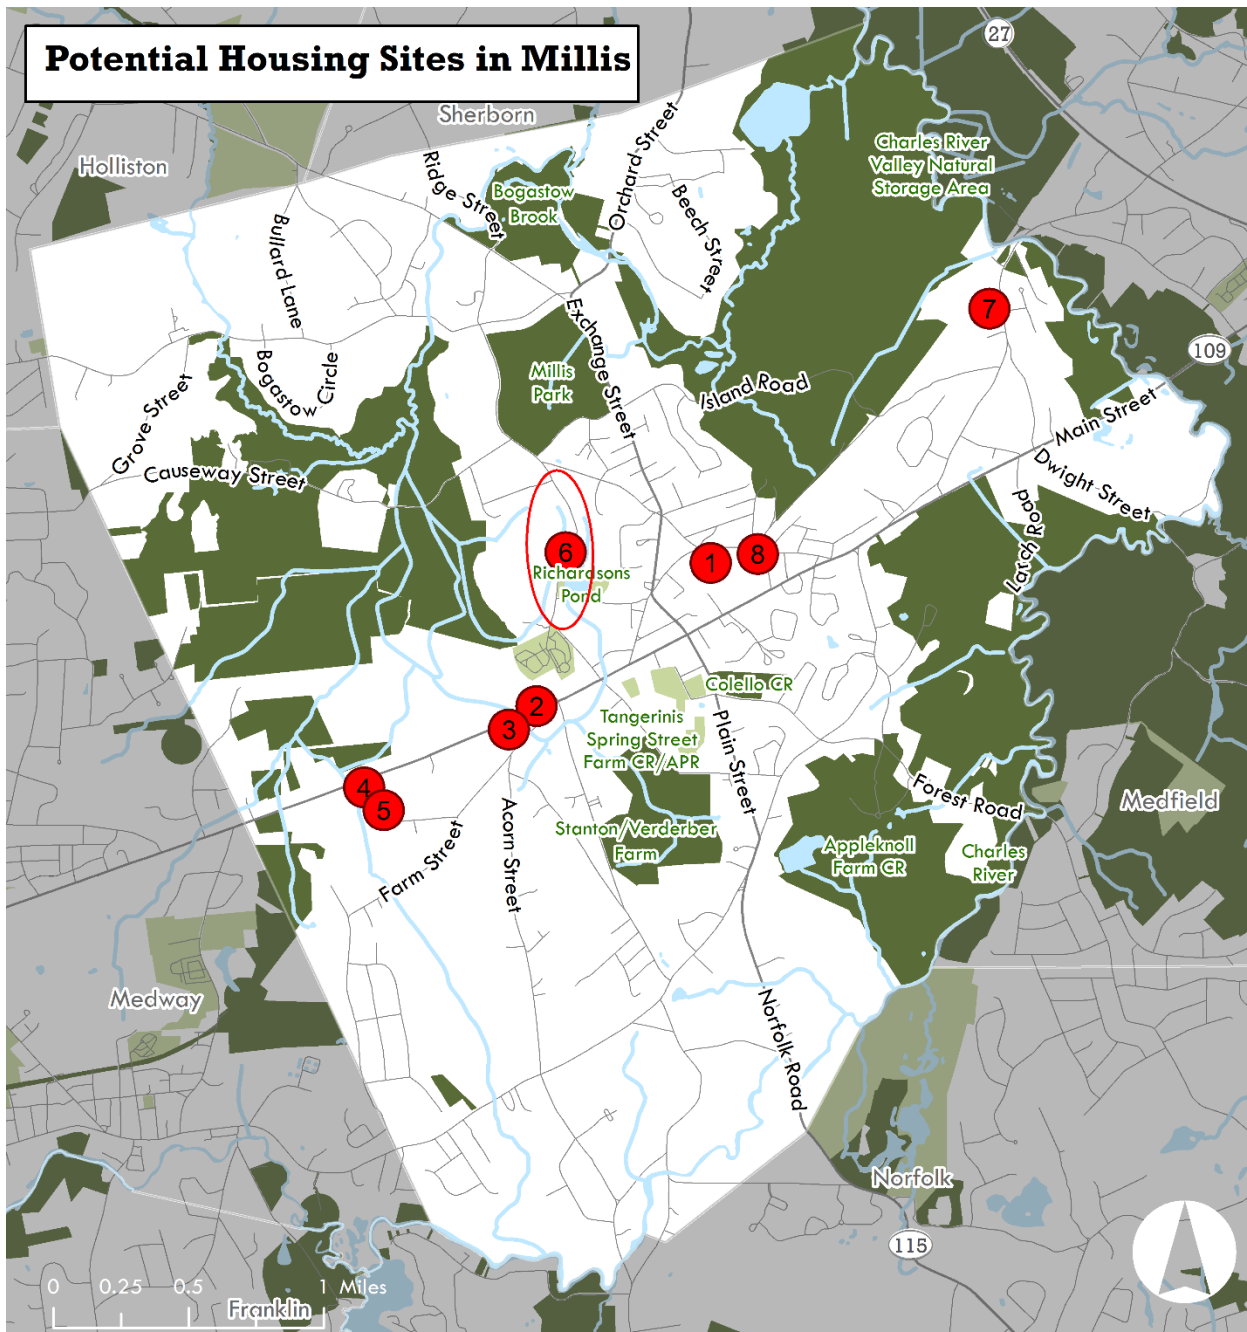 Potential Housing Sites in Millis
27
Sherborn
Holliston
Charles River
Valley Natural
Storage Area
Ridge Street
Orchard Street
Bogastow
Brook
Beech Street
Bullard Lane
7
Exchange Street
109
Bogastow Circle
Millis
Park
Island Road
Grove Street
Main Street
Causeway Street
Dwight Street
Larch Road
6
1
8
Richardsons
Pond
Colello CR
2
3
Tangerinis
Spring Street
Farm CR/APR
Plain Street
4
5
Forest Road
Medfield
Farm Street
Acorn Street
Stanton/Verderber
Farm
Appleknoll
Farm CR
Charles
River
Medway
Norfolk Road
Norfolk
115
0 0.25 0.5 1 Miles
Franklin